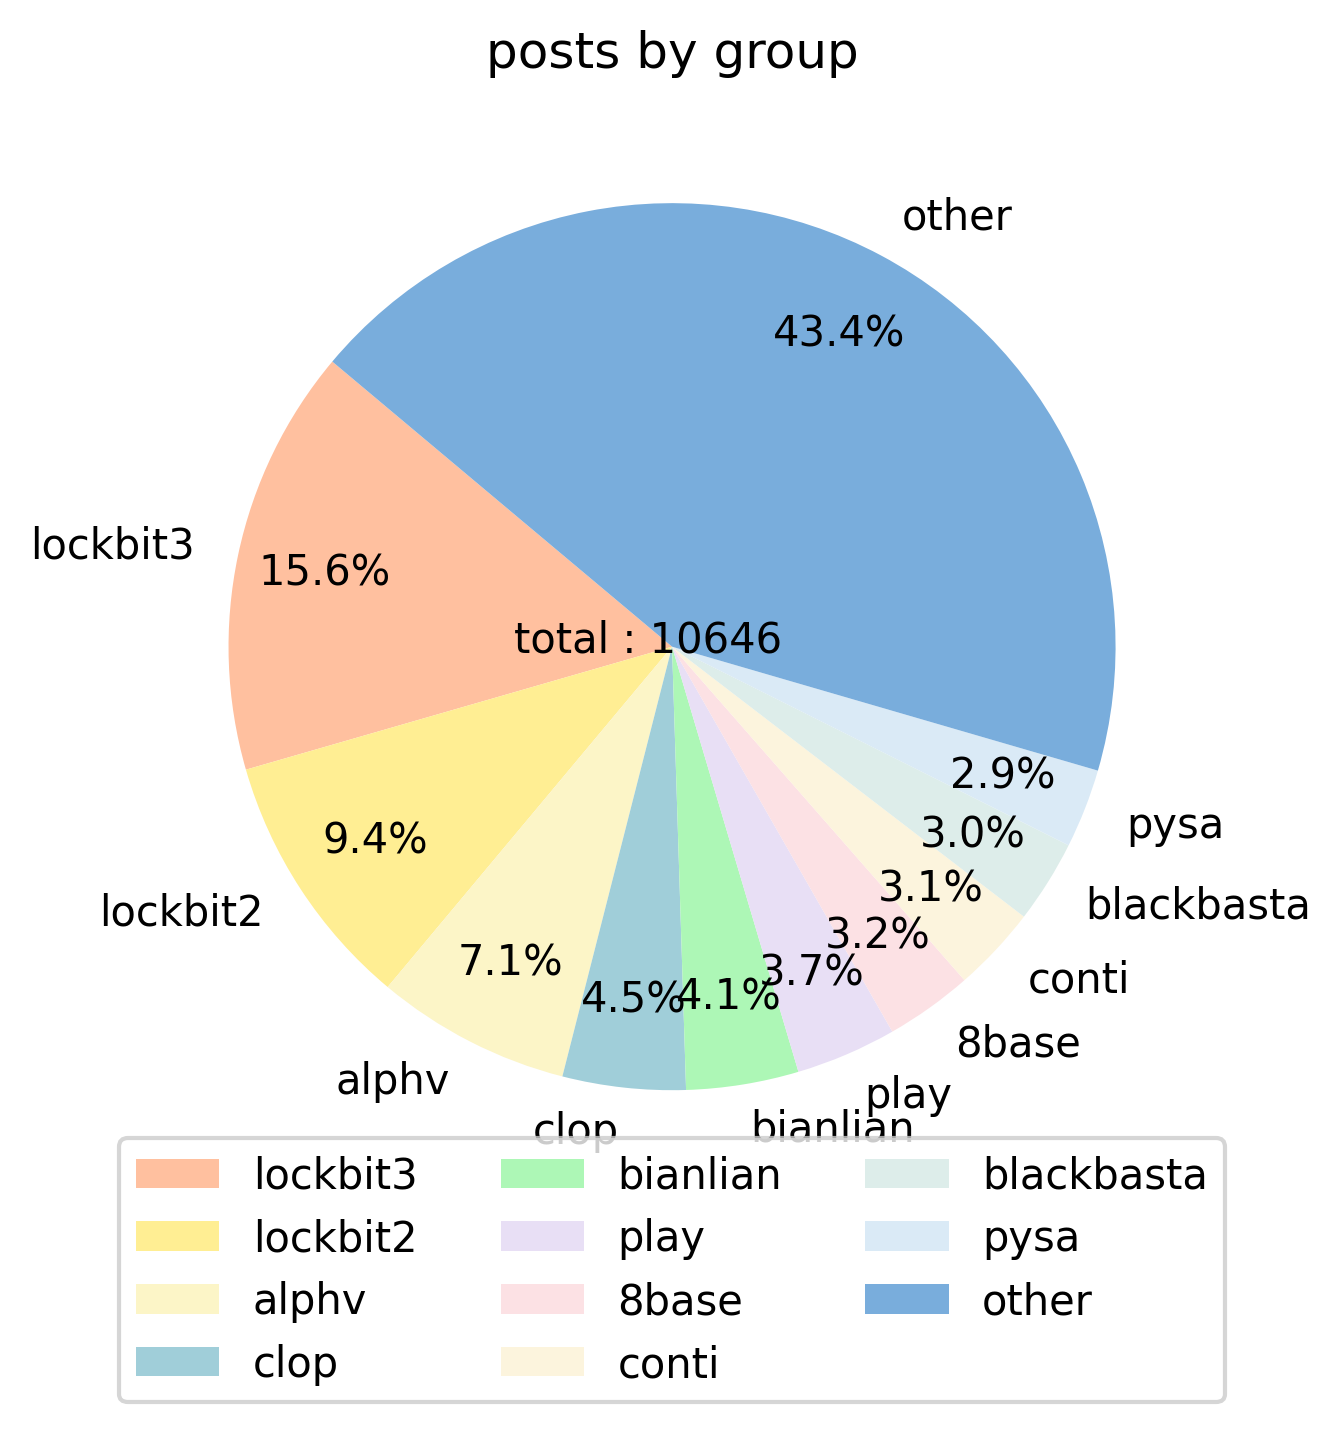 posts by group
other
43.4%
lockbit3
15.6%
total : 10646
2.9%
pysa
9.4%
3.0%
3.1%
lockbit2
blackbasta
3.2%
7.1%
3.7%
conti
4.5%
4.1%
8base
alphv
play
clop
bianlian
lockbit3
lockbit2
alphv
clop
bianlian
play
8base
conti
blackbasta
pysa
other